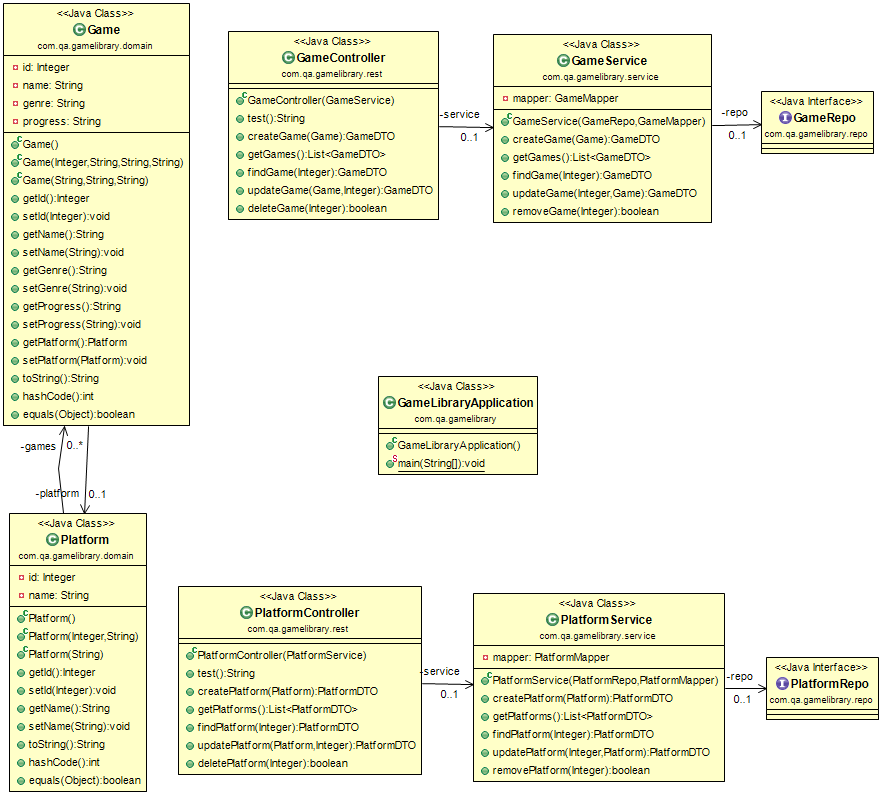 <<Java Class>>
Game
com.qa.gamelibrary.domain
id: Integer
name: String
genre: String
progress: String
Game()
Game(Integer,String,String,String)
Game(String,String,String)
getId():Integer
setId(Integer):void
getName():String
setName(String):void
getGenre():String
setGenre(String):void
getProgress():String
setProgress(String):void
getPlatform():Platform
setPlatform(Platform):void
toString():String
hashCode():int
equals(Object):boolean
<<Java Class>>
GameController
com.qa.gamelibrary.rest
GameController(GameService)
test():String
createGame(Game):GameDTO
getGames():List<GameDTO>
findGame(Integer):GameDTO
updateGame(Game,Integer):GameDTO
deleteGame(Integer):boolean
-service
0..1
<<Java Class>>
GameService
com.qa.gamelibrary.service
mapper: GameMapper
GameService(GameRepo,GameMapper)
createGame(Game):GameDTO
getGames():List<GameDTO>
findGame(Integer):GameDTO
updateGame(Integer,Game):GameDTO
removeGame(Integer):boolean
-repo
0..1
<<Java Interface>>
GameRepo
com.qa.gamelibrary.repo
<<Java Class>>
GameLibraryApplication
com.qa.gamelibrary
GameLibraryApplication()
main(String[]):void
-games 0..*
-platform 0..1
<<Java Class>>
Platform
com.qa.gamelibrary.domain
id: Integer
name: String
Platform()
Platform(Integer,String)
Platform(String)
getId():Integer
setId(Integer):void
getName():String
setName(String):void
toString():String
hashCode():int
equals(Object):boolean
<<Java Class>>
PlatformController
com.qa.gamelibrary.rest
PlatformController(PlatformService)
test():String
createPlatform(Platform):PlatformDTO
getPlatforms():List<PlatformDTO>
findPlatform(Integer):PlatformDTO
updatePlatform(Platform,Integer):PlatformDTO
deletePlatform(Integer):boolean
-service
0..1
<<Java Class>>
PlatformService
com.qa.gamelibrary.service
mapper: PlatformMapper
PlatformService(PlatformRepo,PlatformMapper)
createPlatform(Platform):PlatformDTO
getPlatforms():List<PlatformDTO>
findPlatform(Integer):PlatformDTO
updatePlatform(Integer,Platform):PlatformDTO
removePlatform(Integer):boolean
-repo
0..1
<<Java Interface>>
PlatformRepo
com.qa.gamelibrary.repo